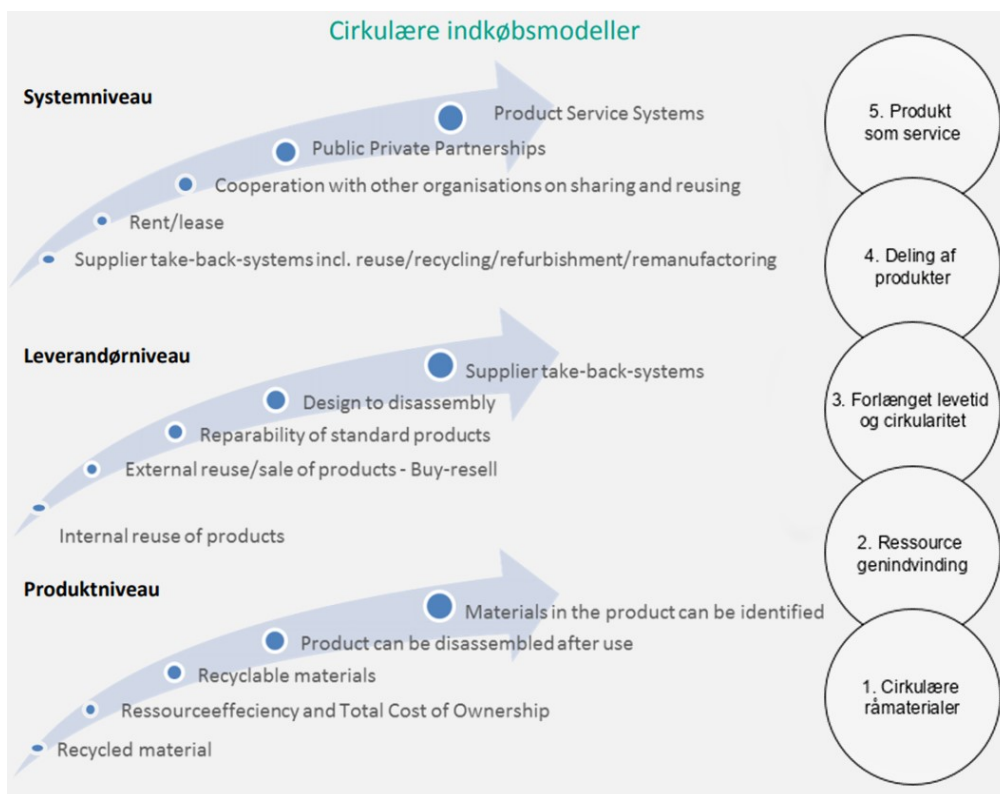 Cirkulære indkøbsmodeller
Systemniveau
Product Service Systems
Public Private Partnerships
Cooperation with other organisations on sharing and reusing
Rent/lease
Supplier take-back-systems incl. reuse/recycling/refurbishment/remanufactoring
Leverandørniveau
Supplier take-back-systems
Design to disassembly
Reparability of standard products
External reuse/sale of products - Buy-resell
Internal reuse of products
Produktniveau
Materials in the product can be identified
Product can be disassembled after use
Recyclable materials
Ressourceeffeciency and Total Cost of Ownership
Recycled material
5. Produkt
som service
4. Deling af
produkter
3. Forlænget levetid
og cirkularitet
2. Ressource
genindvinding
1. Cirkulære
råmaterialer